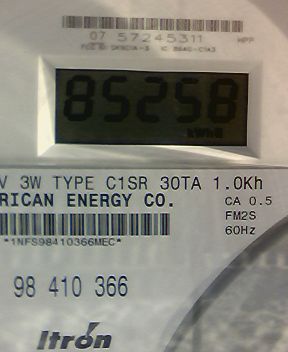 07 57245311
85258
kWh
V 3W TYPE C1SR 30TA 1.0Kh
RICAN ENERGY CO.
CA 0.5
FM2S
60Hz
*1NFS98410366MEC*
98 410 366
Itrón